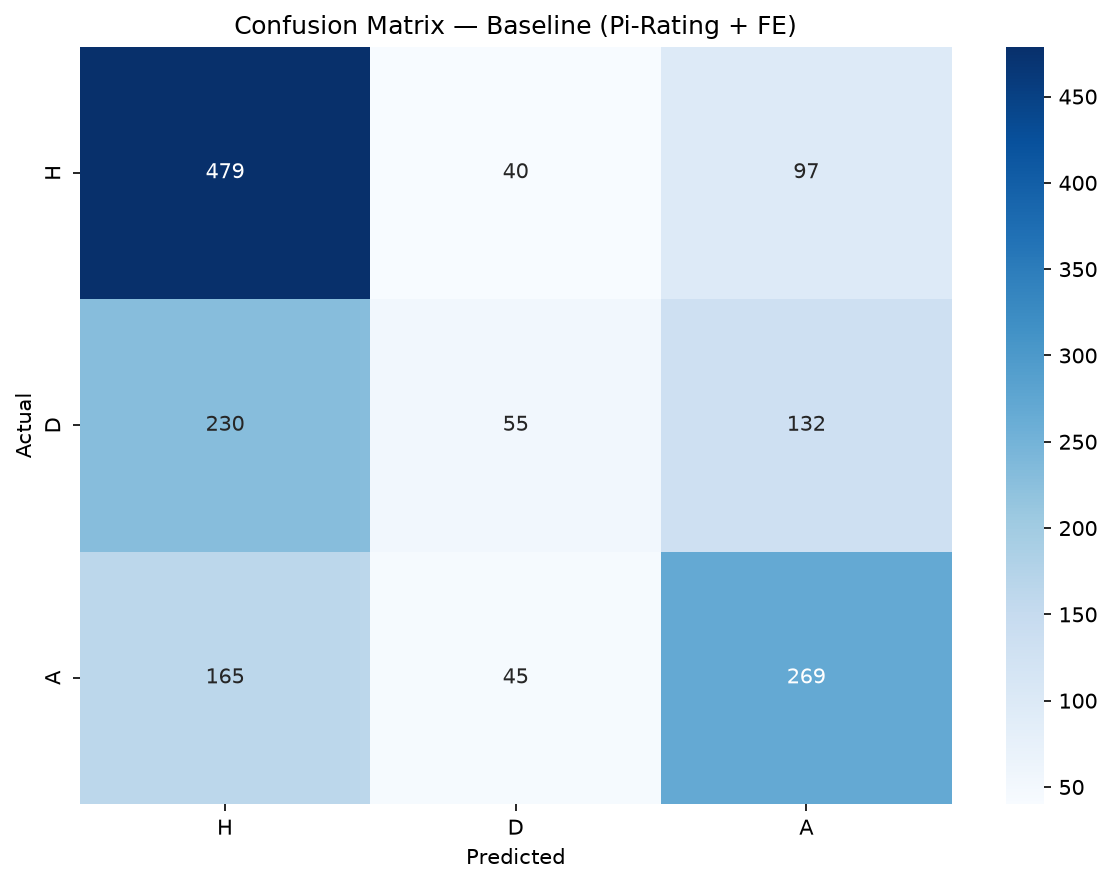 Confusion Matrix — Baseline (Pi-Rating + FE)
H 479 40 97
D 230 55 132
A 165 45 269
Actual
H D A
Predicted
450
400
350
300
250
200
150
100
50